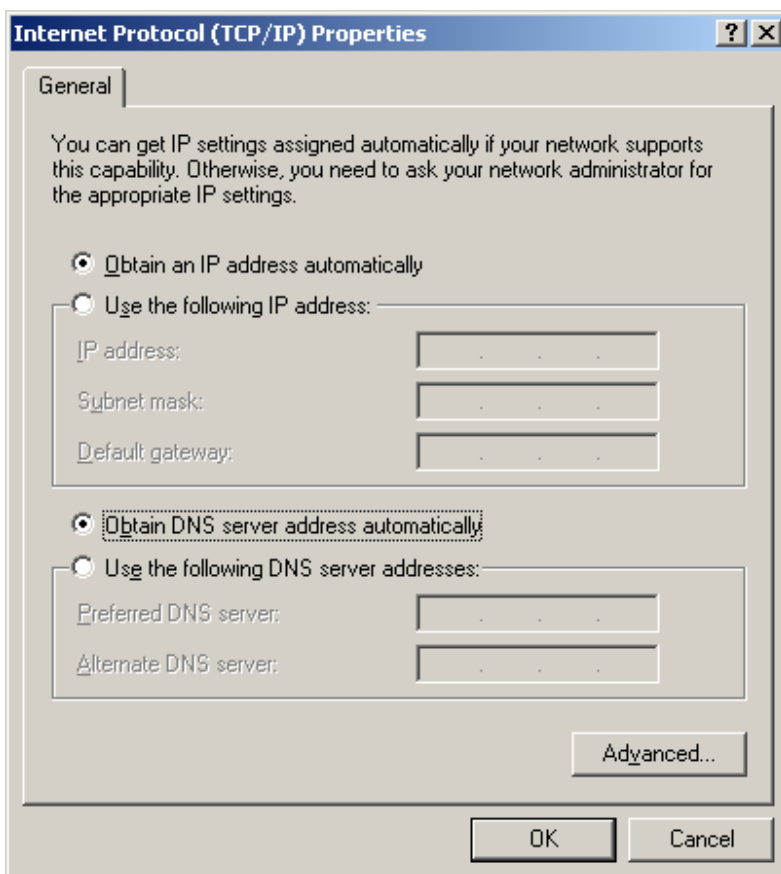 Internet Protocol (TCP/IP) Properties
General
You can get IP settings assigned automatically if your network supports
this capability. Otherwise, you need to ask your network administrator for
the appropriate IP settings.
Obtain an IP address automatically
Use the following IP address:
IP address:
Subnet mask:
Default gateway:
Obtain DNS server address automatically
Use the following DNS server addresses:
Preferred DNS server:
Alternate DNS server:
Advanced...
OK
Cancel